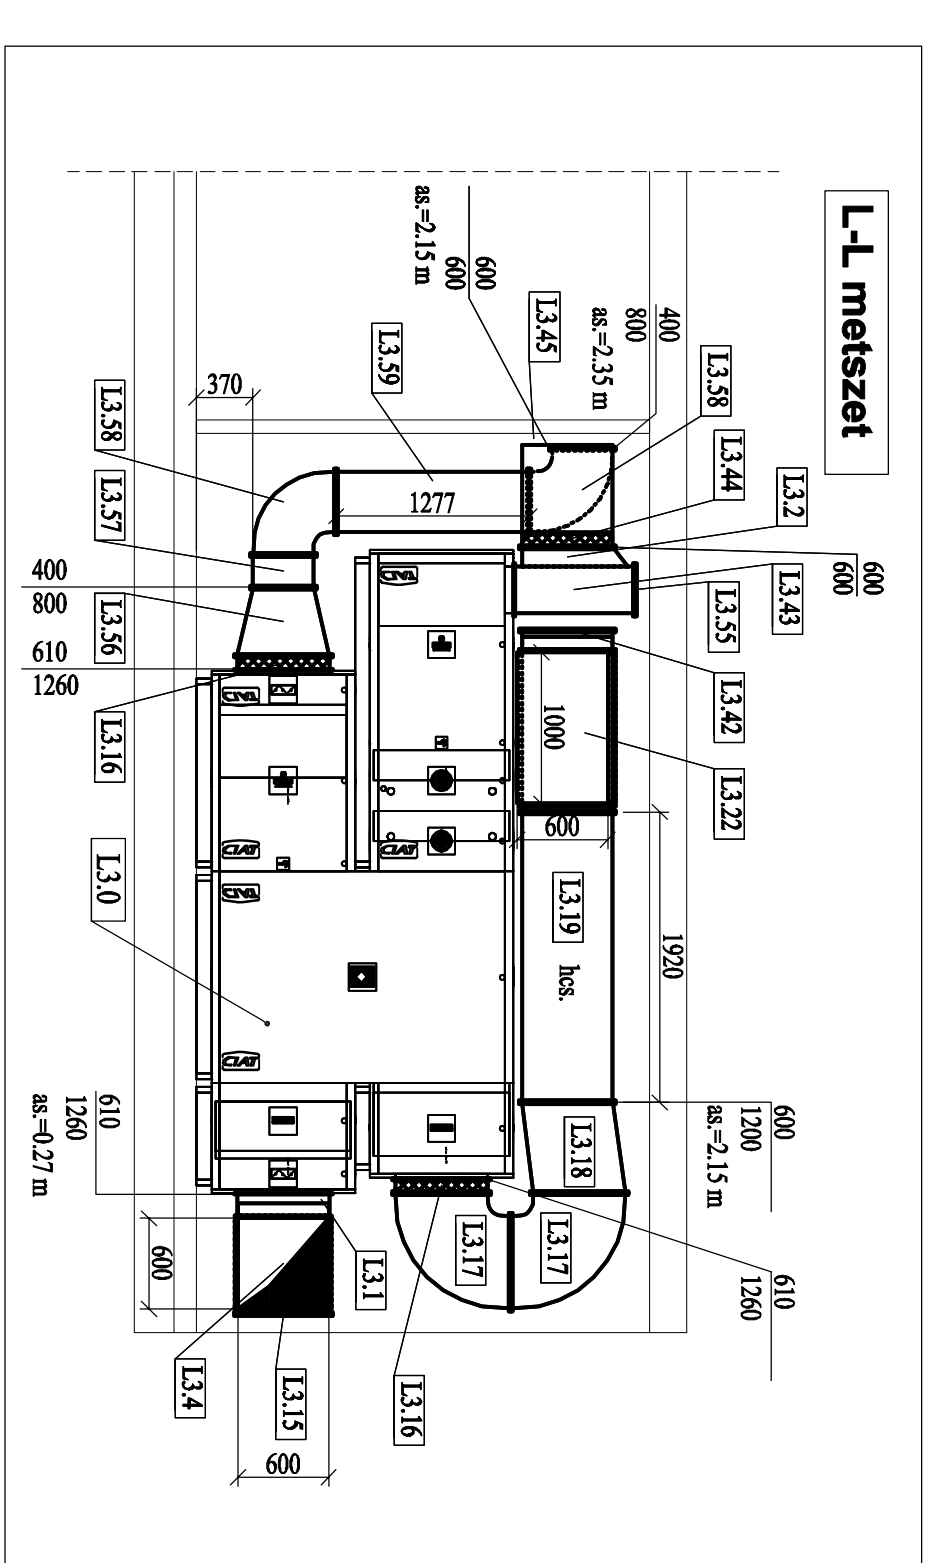 L-L metszet
600
600
as.=2.15 m
L3.45
400
800
as.=2.35 m
L3.58
L3.44
L3.2
600
600
L3.43
L3.55
L3.42
L3.22
L3.59
370
L3.58
L3.57
400
800
L3.56
610
1260
L3.16
1277
1000
600
L3.19
hcs.
1920
600
1200
as.=2.15 m
L3.18
L3.17
L3.17
610
1260
L3.16
CIAT
CIAT
CIAT
CIAT
CIAT
CIAT
L3.0
610
1260
as.=0.27 m
L3.1
600
L3.4
L3.15
600